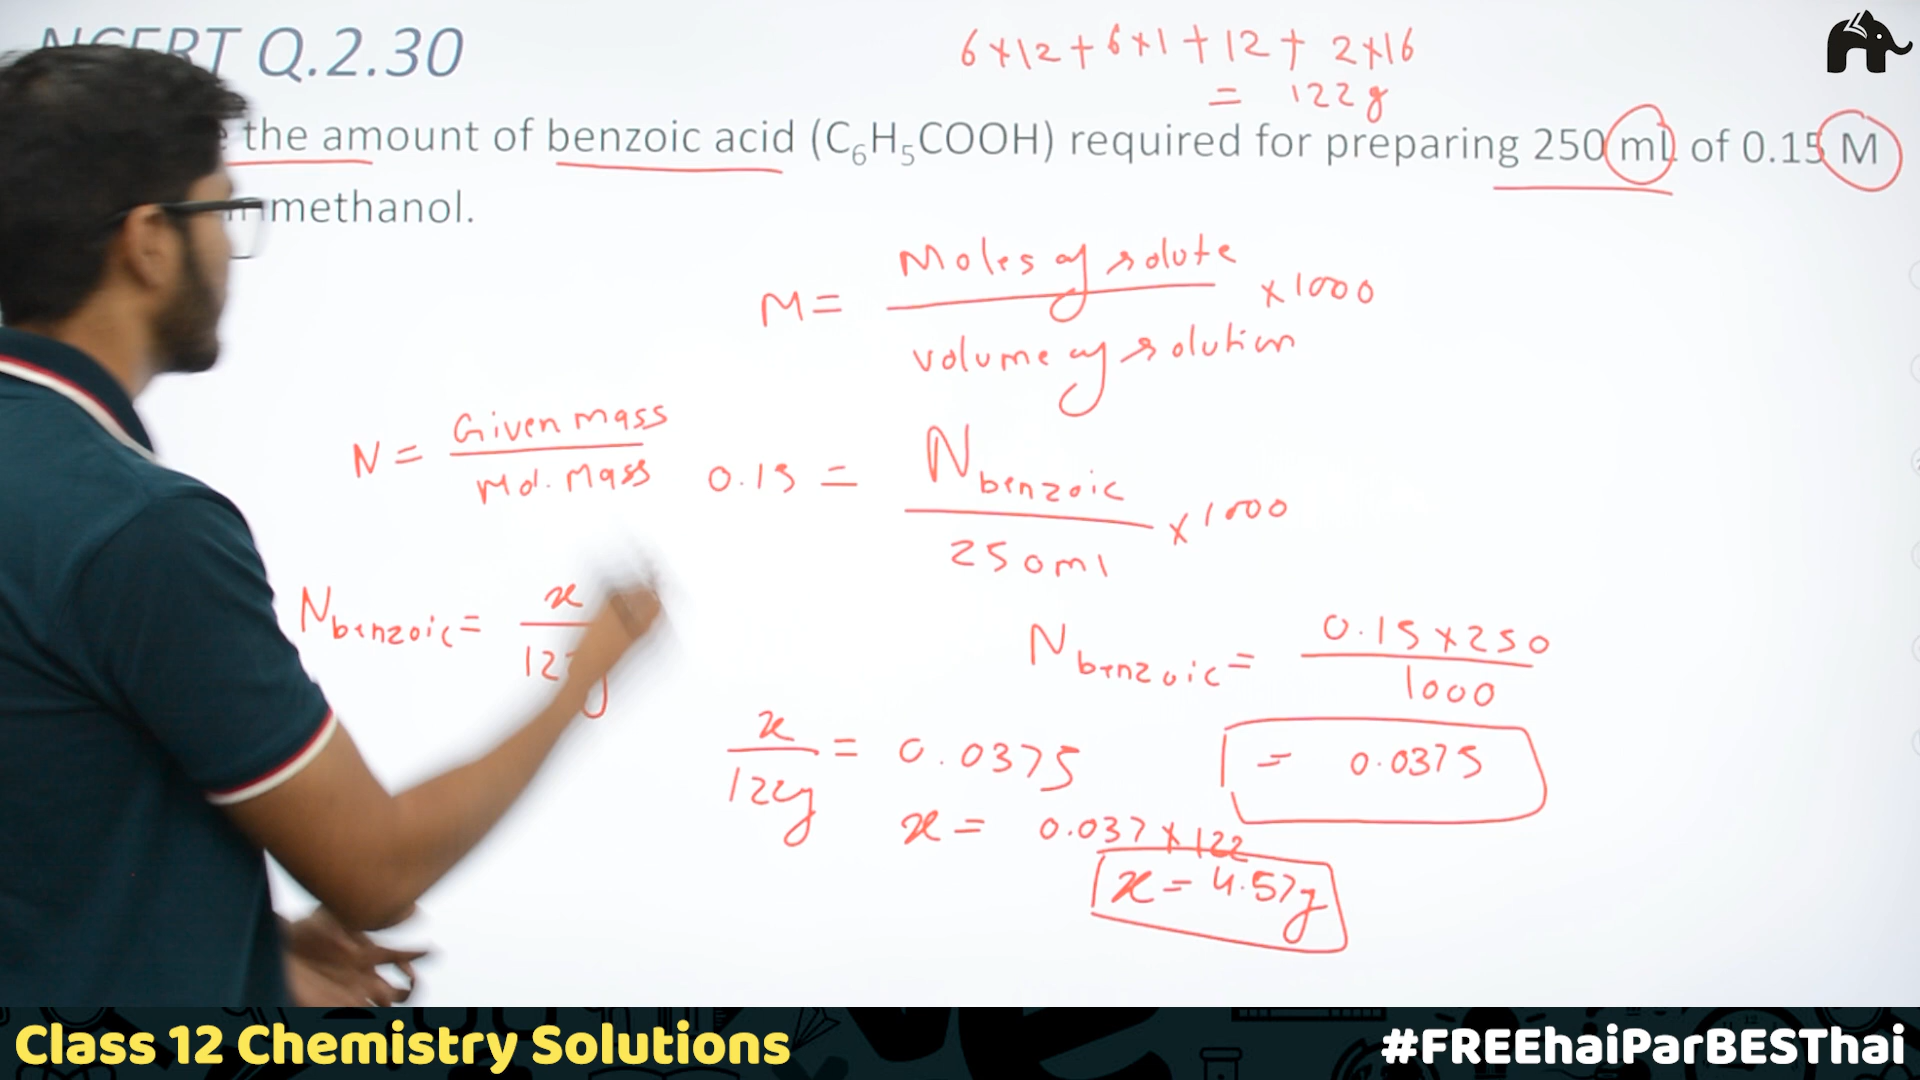 NCERT Q.2.30
6×12+6×1+12+ 2×16
= 122g
the amount of benzoic acid (C₆H₅COOH) required for preparing 250 mL of 0.15 M
methanol.
M= Moles of solute
volume of solution
×1000
N= Given mass
Mol. Mass
0.15 = N benzoic
250ml
×1000
N benzoic = x
N benzoic = 0.15×250
1000
= 0.0375
x
122g
= 0.0375
x = 0.037×122
x=4.57g
Class 12 Chemistry Solutions
#FREEhaiParBESThai